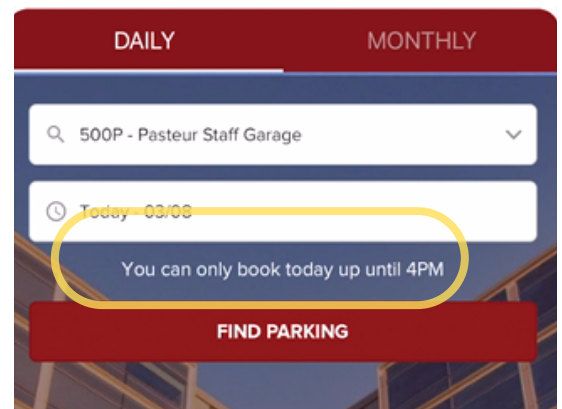 DAILY MONTHLY
500P - Pasteur Staff Garage
Today - 03/08
You can only book today up until 4PM
FIND PARKING